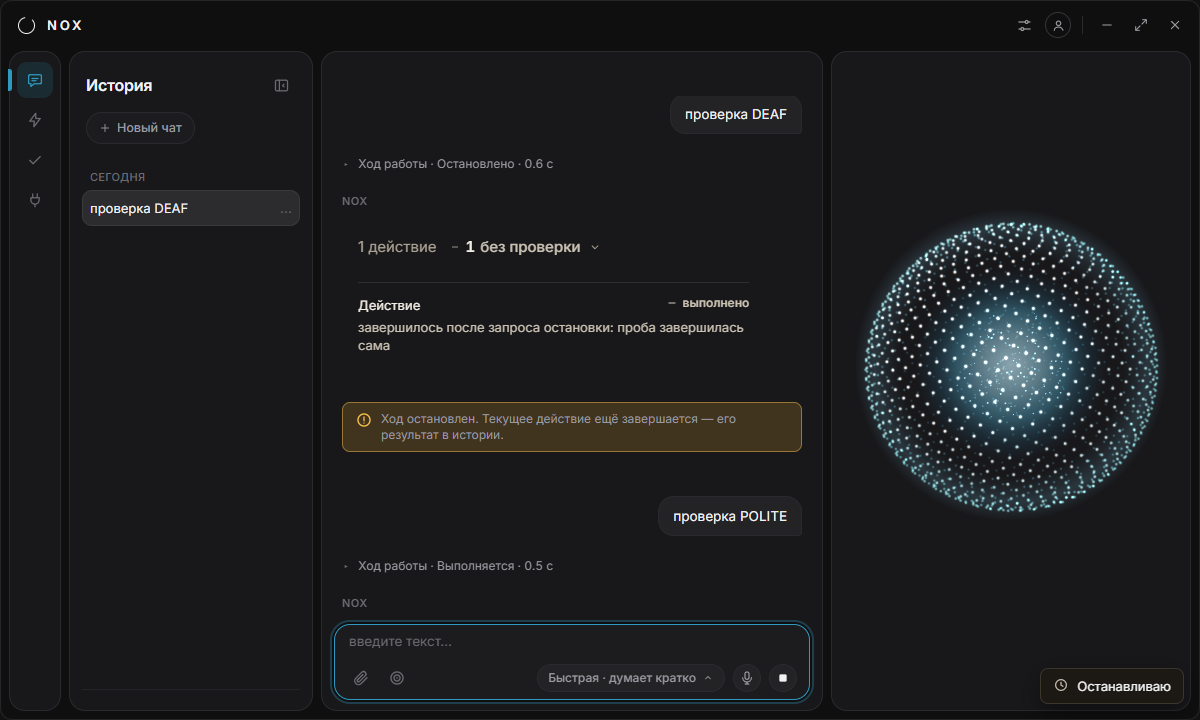 NOX
История
+ Новый чат
СЕГОДНЯ
проверка DEAF ...
проверка DEAF
Ход работы · Остановлено · 0.6 с
NOX
1 действие – 1 без проверки
Действие – выполнено
завершилось после запроса остановки: проба завершилась
сама
Ход остановлен. Текущее действие ещё завершается — его
результат в истории.
проверка POLITE
Ход работы · Выполняется · 0.5 с
NOX
введите текст...
Быстрая · думает кратко
Останавливаю